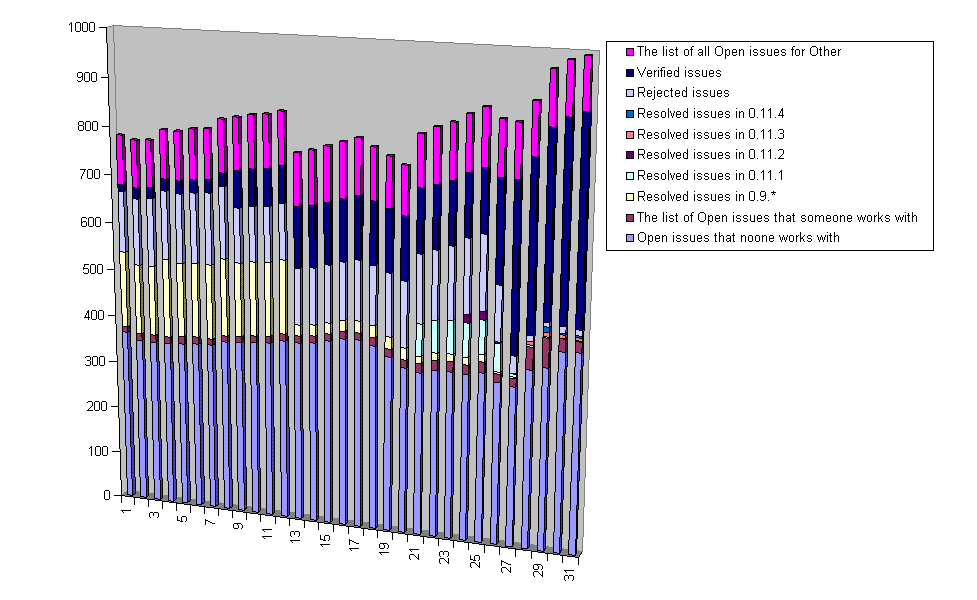 1000
900
800
700
600
500
400
300
200
100
0
1
3
5
7
9
11
13
15
17
19
21
23
25
27
29
31
The list of all Open issues for Other
Verified issues
Rejected issues
Resolved issues in 0.11.4
Resolved issues in 0.11.3
Resolved issues in 0.11.2
Resolved issues in 0.11.1
Resolved issues in 0.9.*
The list of Open issues that someone works with
Open issues that noone works with